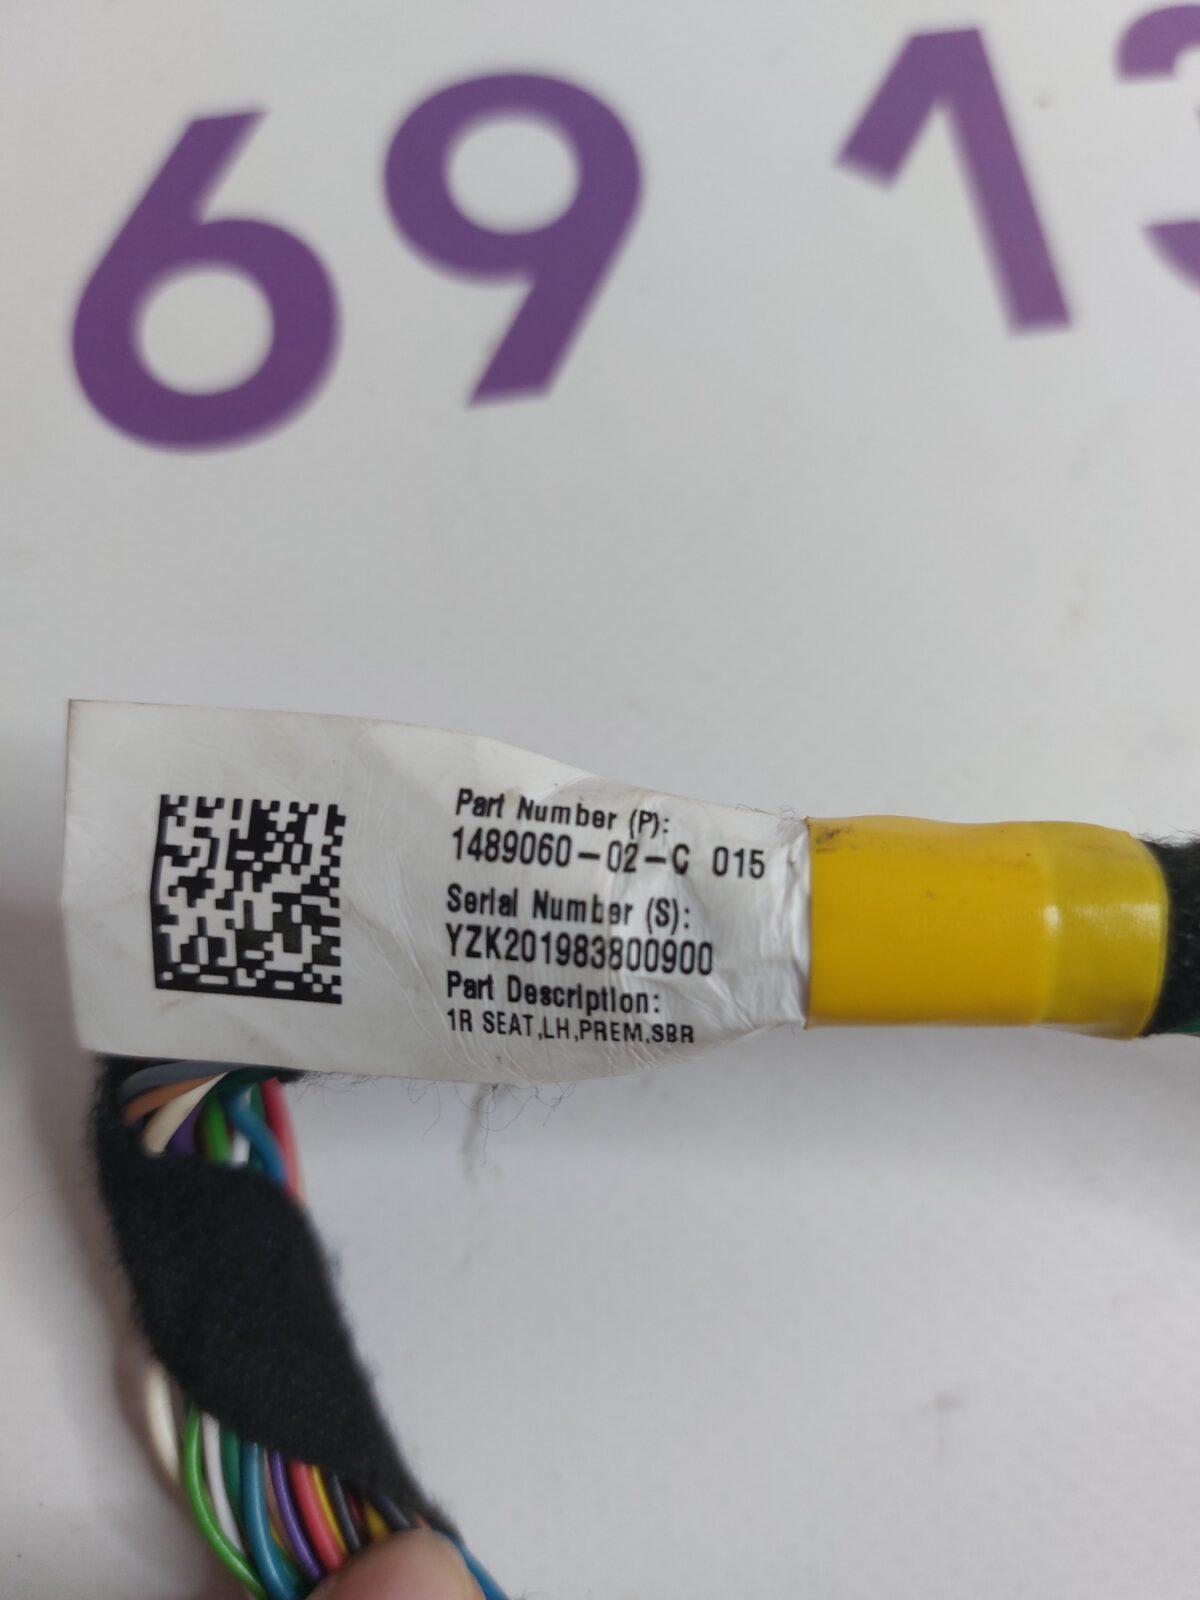 69 13
Part Number (P):
1489060-02-C 015
Serial Number (S):
YZK201983800900
Part Description:
1R SEAT,LH,PREM,SBR